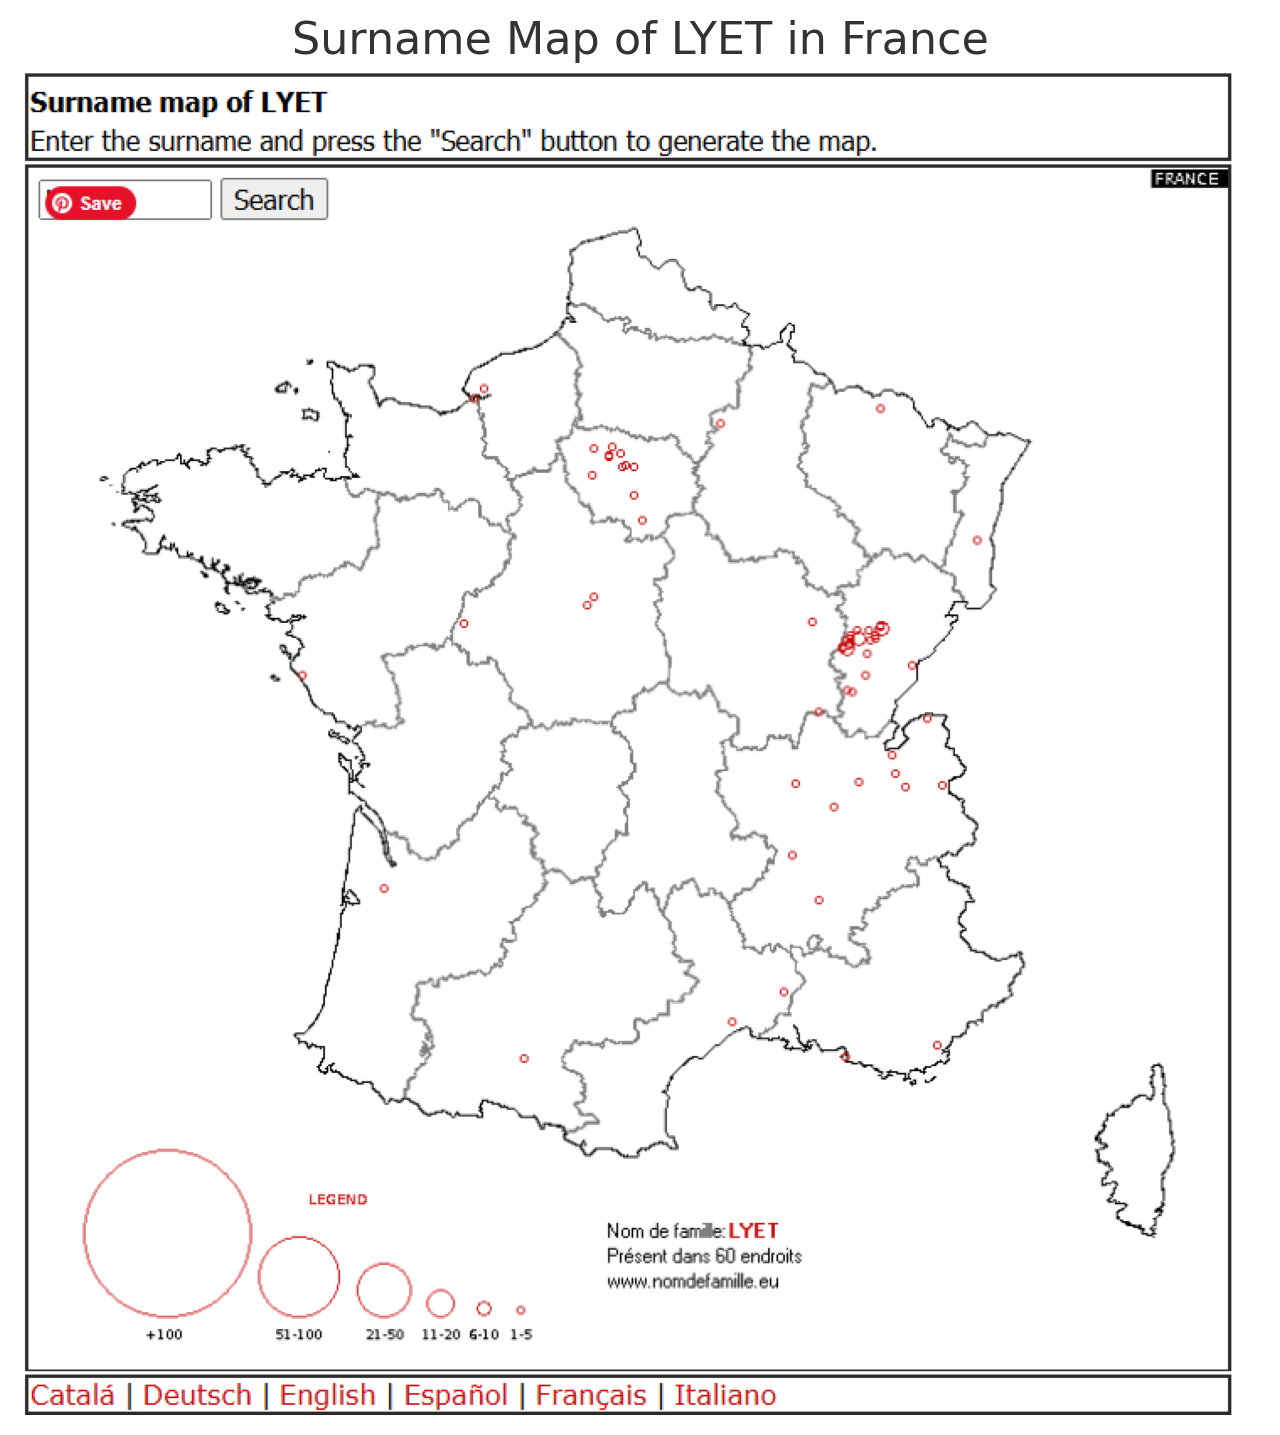 Surname Map of LYET in France
Surname map of LYET
Enter the surname and press the "Search" button to generate the map.
Save
Search
FRANCE
LEGEND
+100
51-100
21-50
11-20
6-10
1-5
Nom de famille: LYET
Présent dans 60 endroits
www.nomdefamille.eu
Catalá | Deutsch | English | Español | Français | Italiano